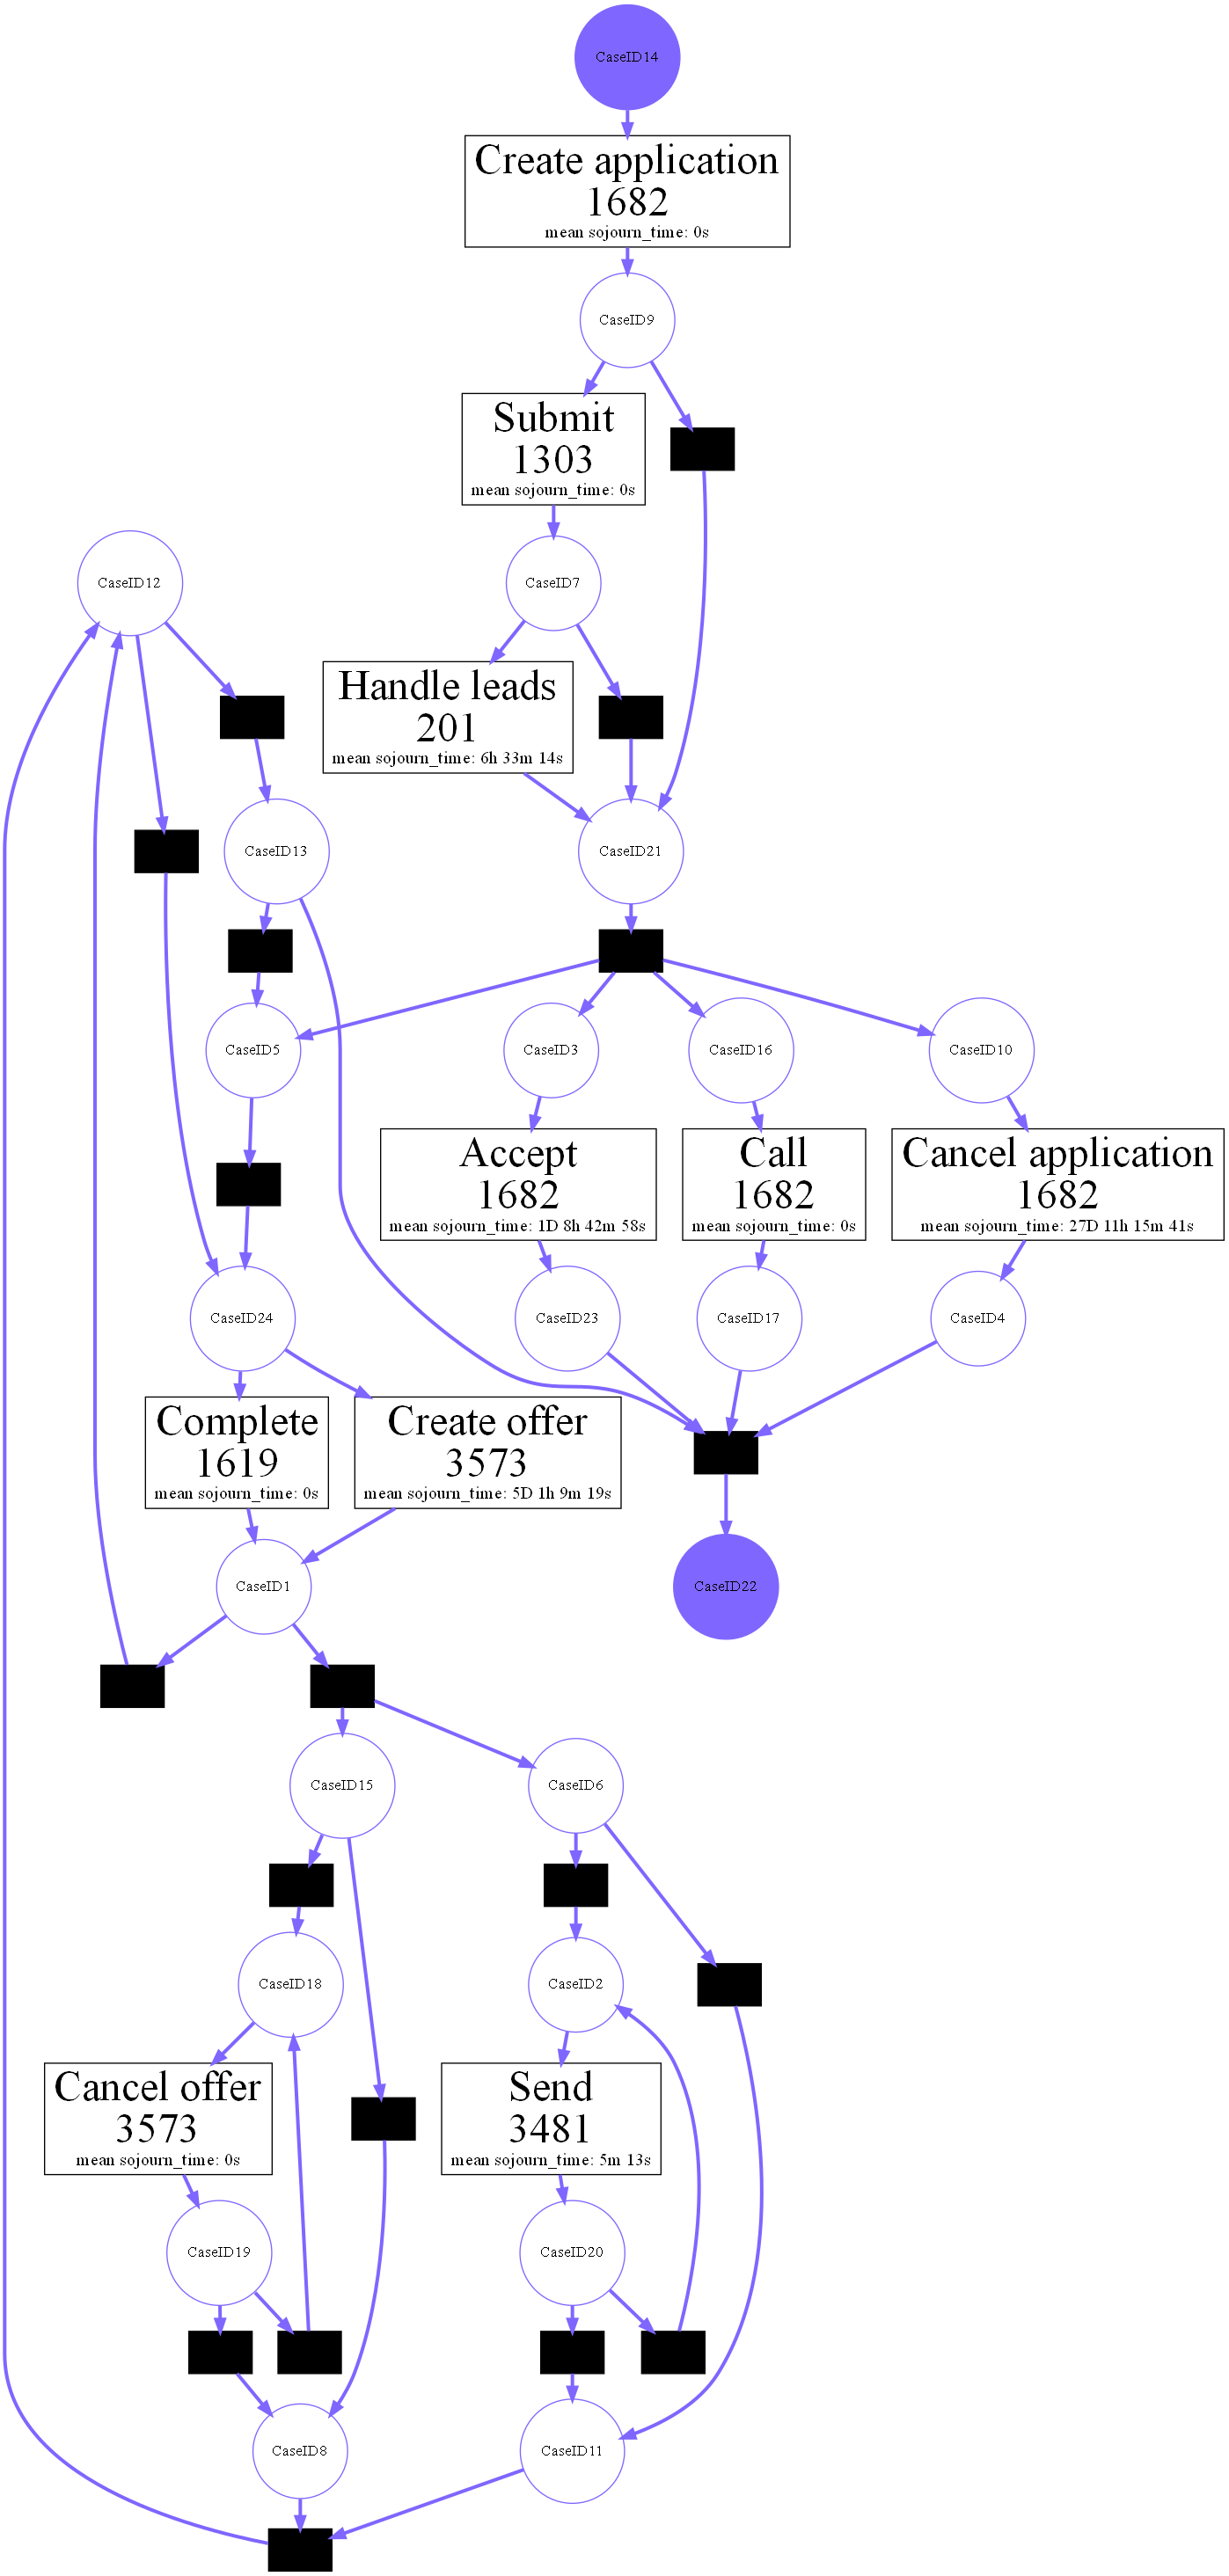 CaseID14
Create application
1682
mean sojourn_time: 0s
CaseID9
Submit
1303
mean sojourn_time: 0s
CaseID12
CaseID7
Handle leads
201
mean sojourn_time: 6h 33m 14s
CaseID13
CaseID21
CaseID5
CaseID3
CaseID16
CaseID10
Accept
1682
mean sojourn_time: 1D 8h 42m 58s
Call
1682
mean sojourn_time: 0s
Cancel application
1682
mean sojourn_time: 27D 11h 15m 41s
CaseID24
CaseID23
CaseID17
CaseID4
Complete
1619
mean sojourn_time: 0s
Create offer
3573
mean sojourn_time: 5D 1h 9m 19s
CaseID1
CaseID22
CaseID15
CaseID6
CaseID18
CaseID2
Cancel offer
3573
mean sojourn_time: 0s
Send
3481
mean sojourn_time: 5m 13s
CaseID19
CaseID20
CaseID8
CaseID11